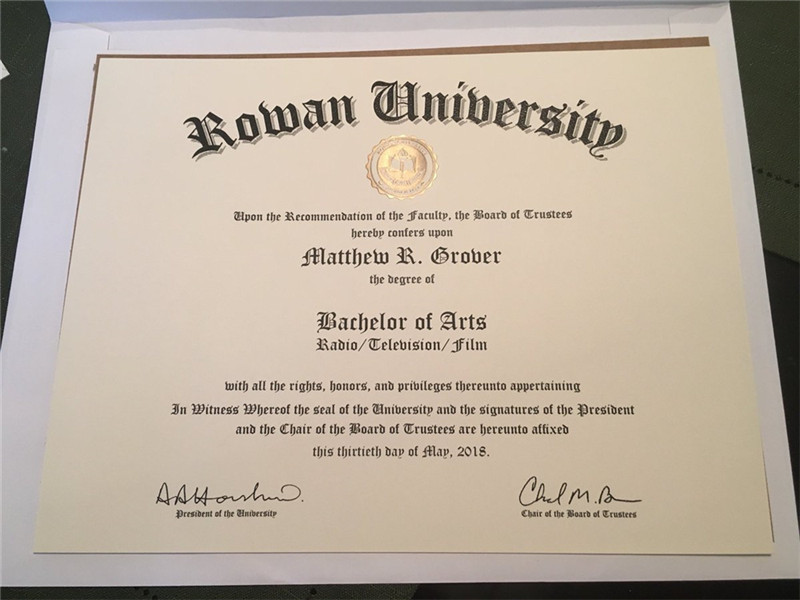 Rowan University
Upon the Recommendation of the Faculty, the Board of Trustees
hereby confers upon
Matthew R. Grover
the degree of
Bachelor of Arts
Radio/Television/Film
with all the rights, honors, and privileges thereunto appertaining
In Witness Whereof the seal of the University and the signatures of the President
and the Chair of the Board of Trustees are hereunto affixed
this thirtieth day of May, 2018.
President of the University
Chair of the Board of Trustees